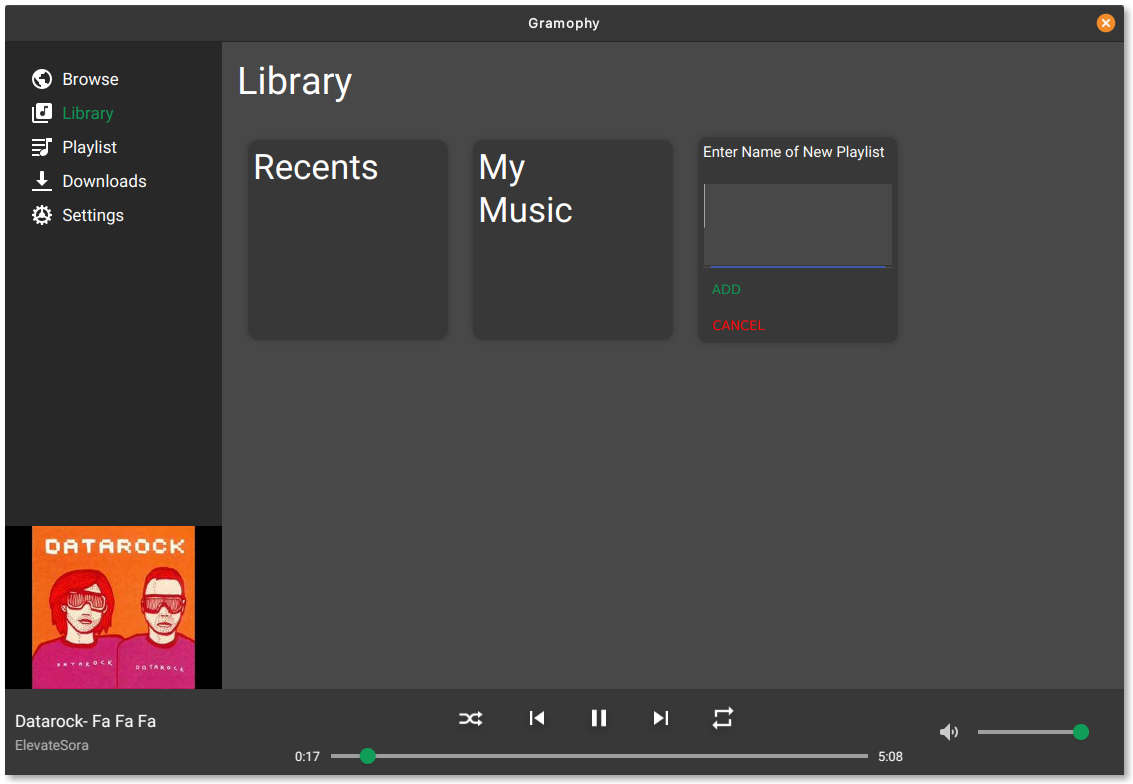 Gramophy
Browse
Library
Playlist
Downloads
Settings
Library
Recents
My
Music
Enter Name of New Playlist
ADD
CANCEL
DATAROCK
DATAROCK
DATAROCK
Datarock- Fa Fa Fa
ElevateSora
0:17
5:08